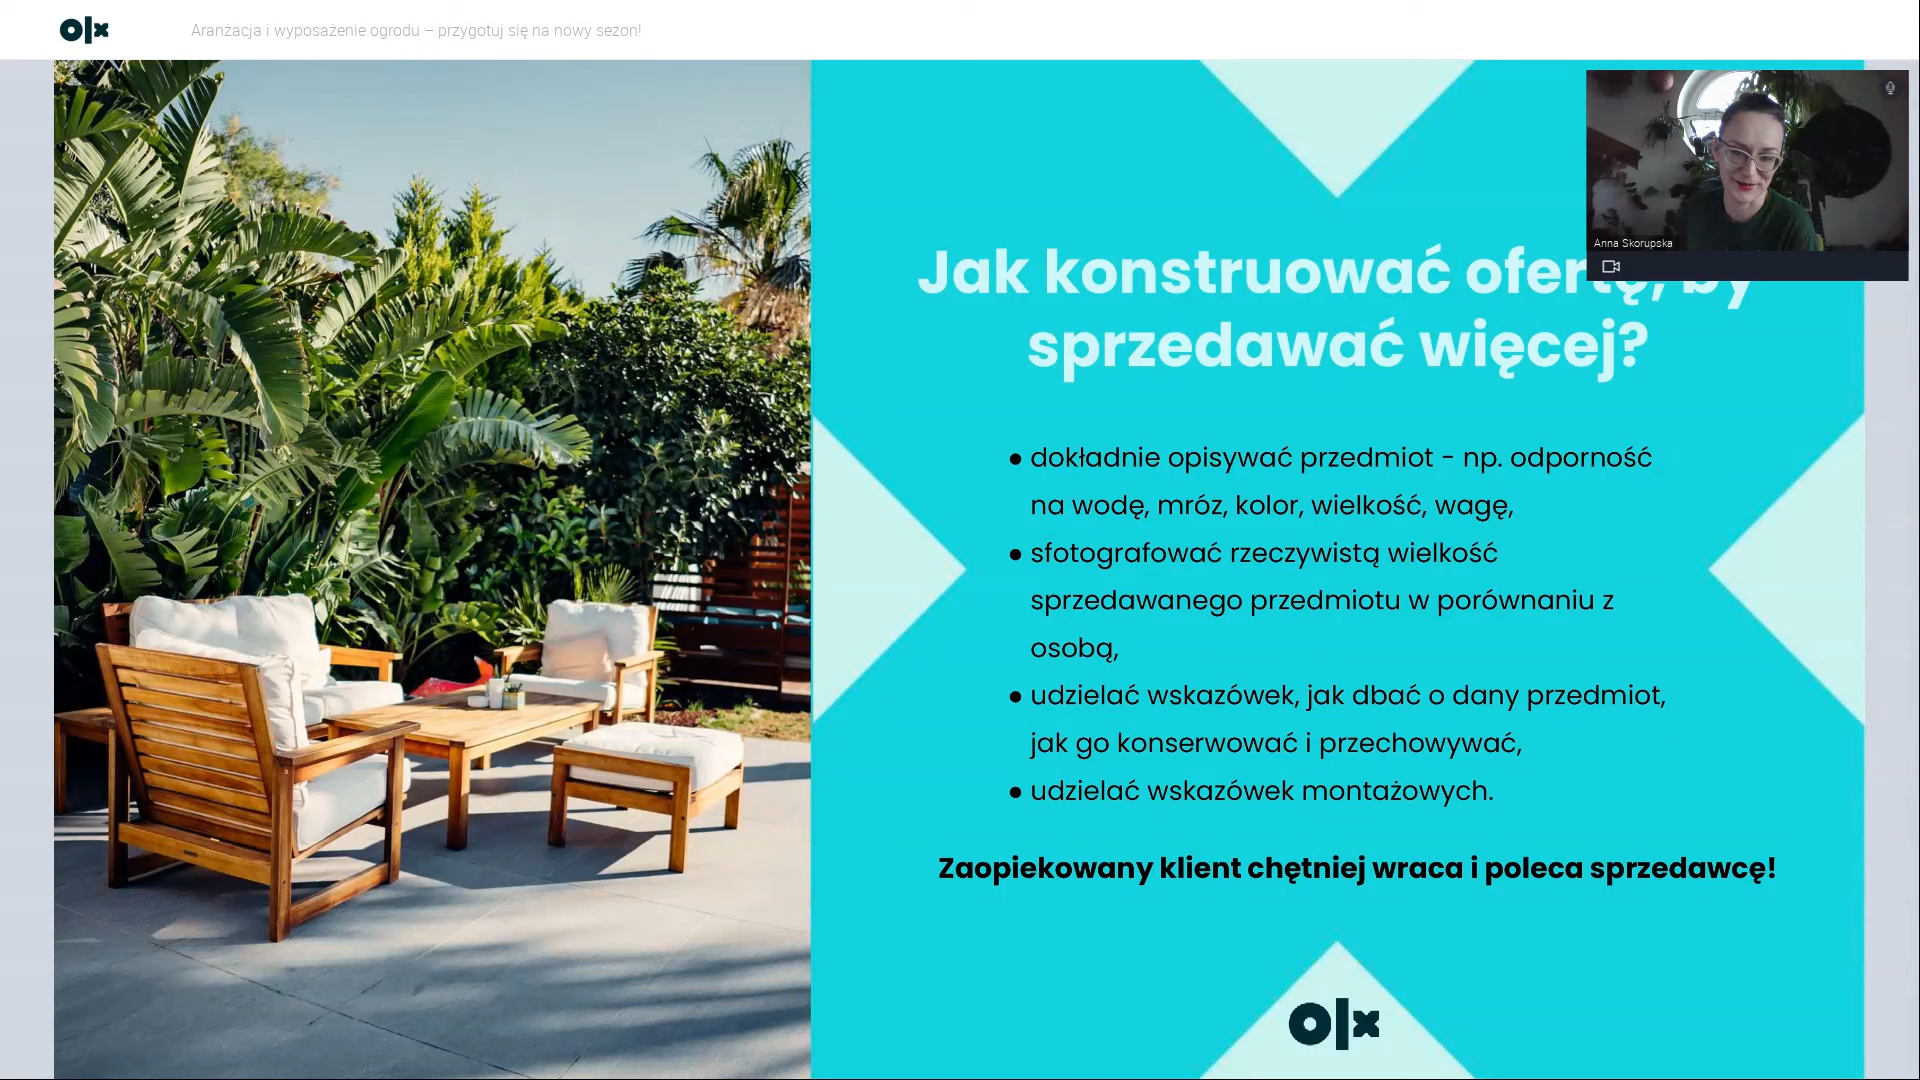 olx
Aranżacja i wyposażenie ogrodu – przygotuj się na nowy sezon!
Anna Skorupska
Jak konstruować ofertę, by
sprzedawać więcej?
● dokładnie opisywać przedmiot - np. odporność
na wodę, mróz, kolor, wielkość, wagę,
● sfotografować rzeczywistą wielkość
sprzedawanego przedmiotu w porównaniu z
osobą,
● udzielać wskazówek, jak dbać o dany przedmiot,
jak go konserwować i przechowywać,
● udzielać wskazówek montażowych.
Zaopiekowany klient chętniej wraca i poleca sprzedawcę!
olx